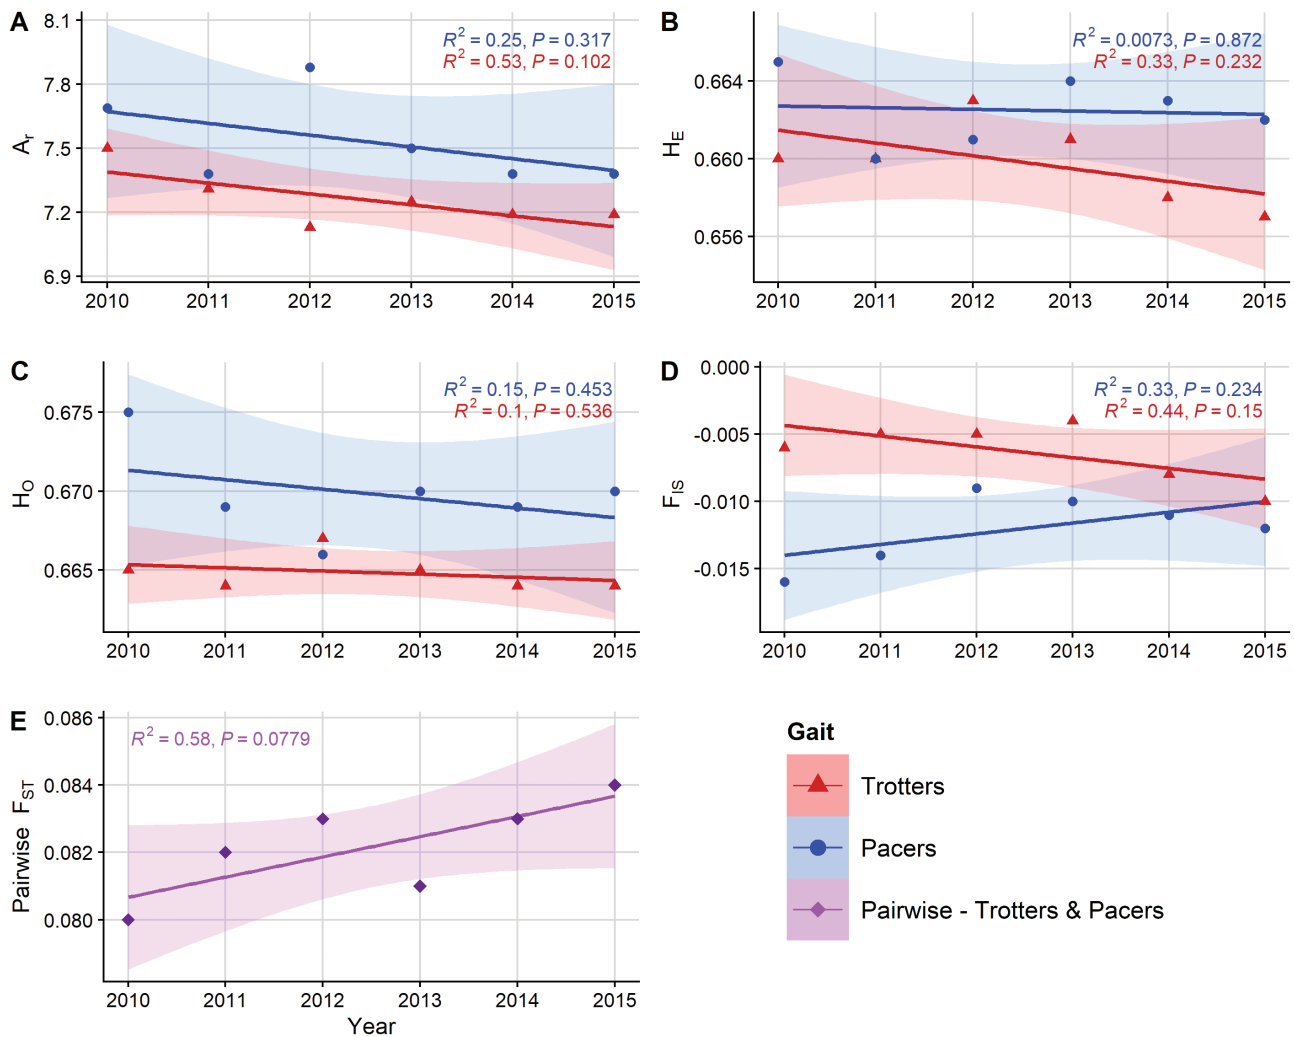 A
8.1
7.8
7.5
7.2
6.9
Ar
R² = 0.25, P = 0.317
R² = 0.53, P = 0.102
2010 2011 2012 2013 2014 2015
B
0.664
0.660
0.656
HE
R² = 0.0073, P = 0.872
R² = 0.33, P = 0.232
2010 2011 2012 2013 2014 2015
C
0.675
0.670
0.665
HO
R² = 0.15, P = 0.453
R² = 0.1, P = 0.536
2010 2011 2012 2013 2014 2015
D
0.000
-0.005
-0.010
-0.015
FIS
R² = 0.33, P = 0.234
R² = 0.44, P = 0.15
2010 2011 2012 2013 2014 2015
E
0.086
0.084
0.082
0.080
Pairwise FST
R² = 0.58, P = 0.0779
2010 2011 2012 2013 2014 2015
Year
Gait
Trotters
Pacers
Pairwise - Trotters & Pacers